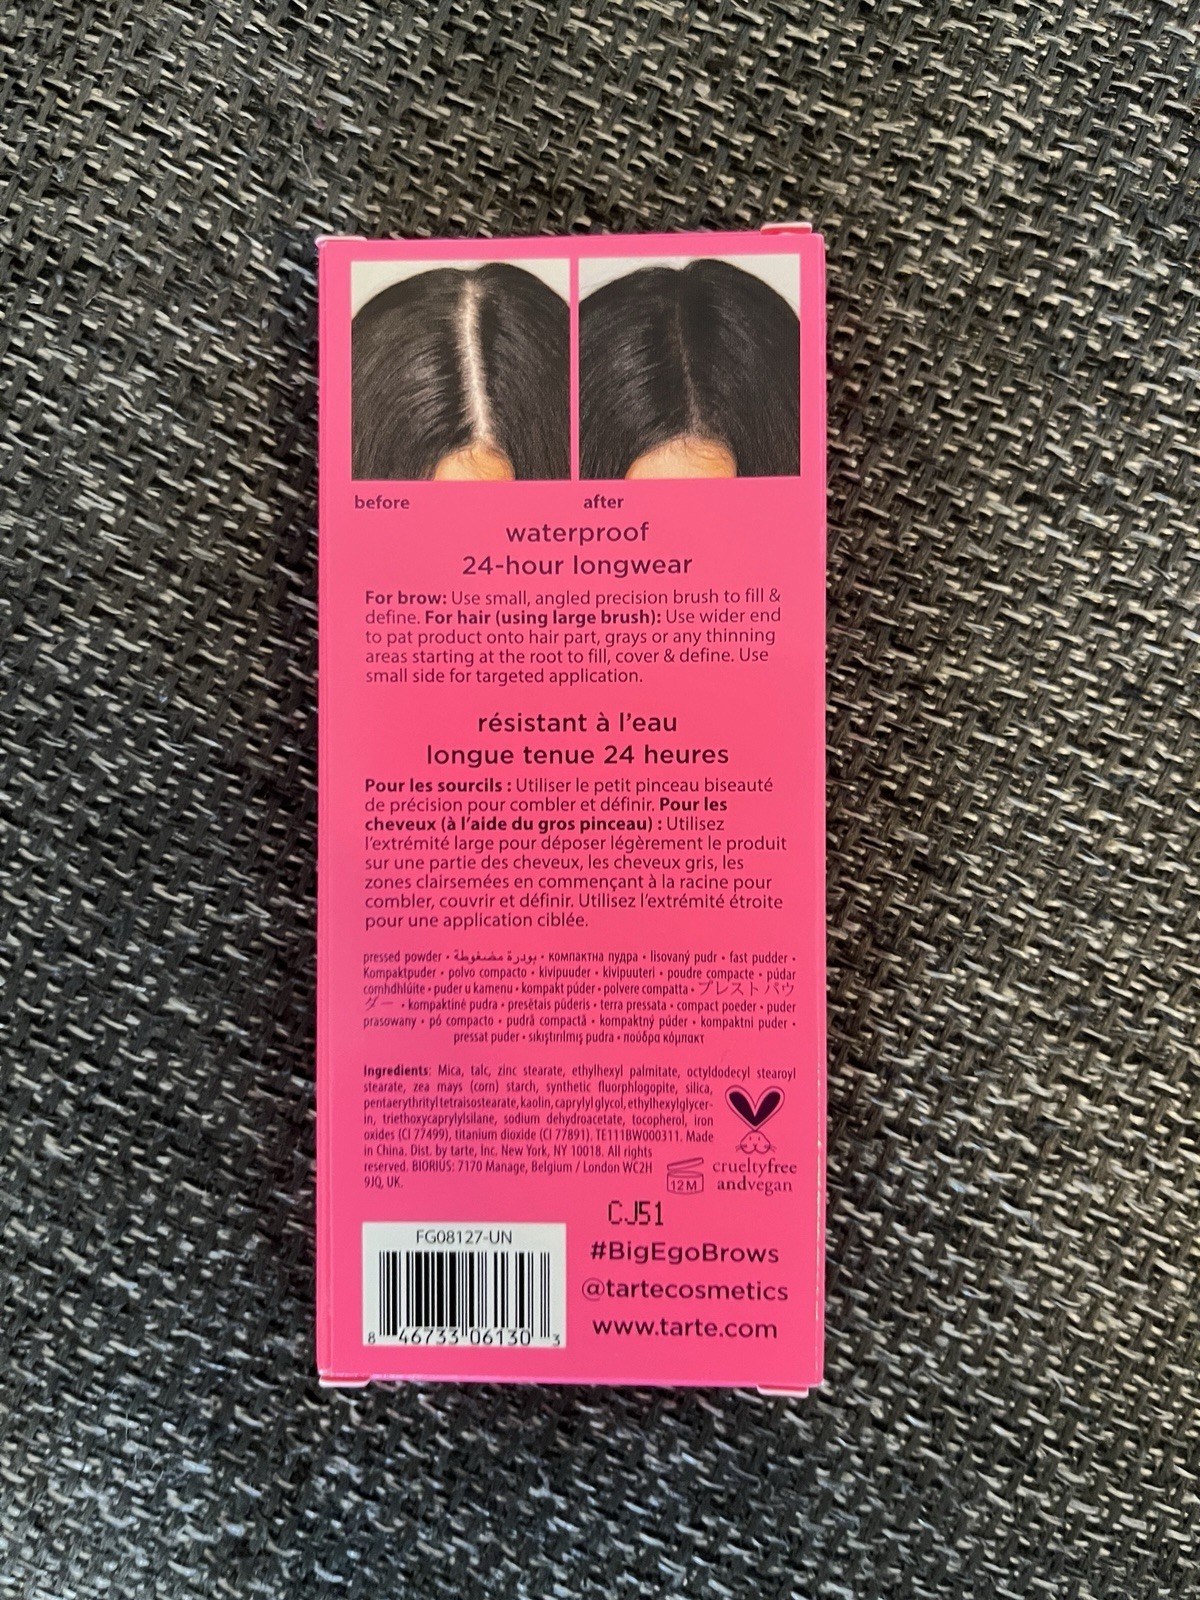 before
after
waterproof
24-hour longwear
For brow: Use small, angled precision brush to fill &
define. For hair (using large brush): Use wider end
to pat product onto hair part, grays or any thinning
areas starting at the root to fill, cover & define. Use
small side for targeted application.
résistant à l'eau
longue tenue 24 heures
Pour les sourcils : Utiliser le petit pinceau biseauté
de précision pour combler et définir. Pour les
cheveux (à l'aide du gros pinceau) : Utilisez
l'extrémité large pour déposer légèrement le produit
sur une partie des cheveux, les cheveux gris, les
zones clairsemées en commençant à la racine pour
combler, couvrir et définir. Utilisez l'extrémité étroite
pour une application ciblée.
pressed powder • بودرة مضغوطة • компактна пудра • lisovaný pudr • fast pudder •
Kompaktpuder • polvo compacto • kivipuuder • kivipuuteri • poudre compacte • púdar
comhdhlúite • puder u kamenu • kompakt púder • polvere compatta • プレスト パウ
ダー • kompaktinė pudra • presētais pūderis • terra pressata • compact poeder • puder
prasowany • pó compacto • pudră compactă • kompaktný púder • kompaktni puder •
pressat puder • sıkıştırılmış pudra • πούδρα κόμπακτ
Ingredients: Mica, talc, zinc stearate, ethylhexyl palmitate, octyldodecyl stearoyl
stearate, zea mays (corn) starch, synthetic fluorphlogopite, silica,
pentaerythrityl tetraisostearate, kaolin, caprylyl glycol, ethylhexylglycer-
in, triethoxycaprylylsilane, sodium dehydroacetate, tocopherol, iron
oxides (CI 77499), titanium dioxide (CI 77891). TE111BW000311. Made
in China. Dist. by tarte, Inc. New York, NY 10018. All rights
reserved. BIORIUS: 7170 Manage, Belgium / London WC2H
9JQ, UK.
12M
crueltyfree
andvegan
CJ51
FG08127-UN
8 46733 06130 3
#BigEgoBrows
@tartecosmetics
www.tarte.com